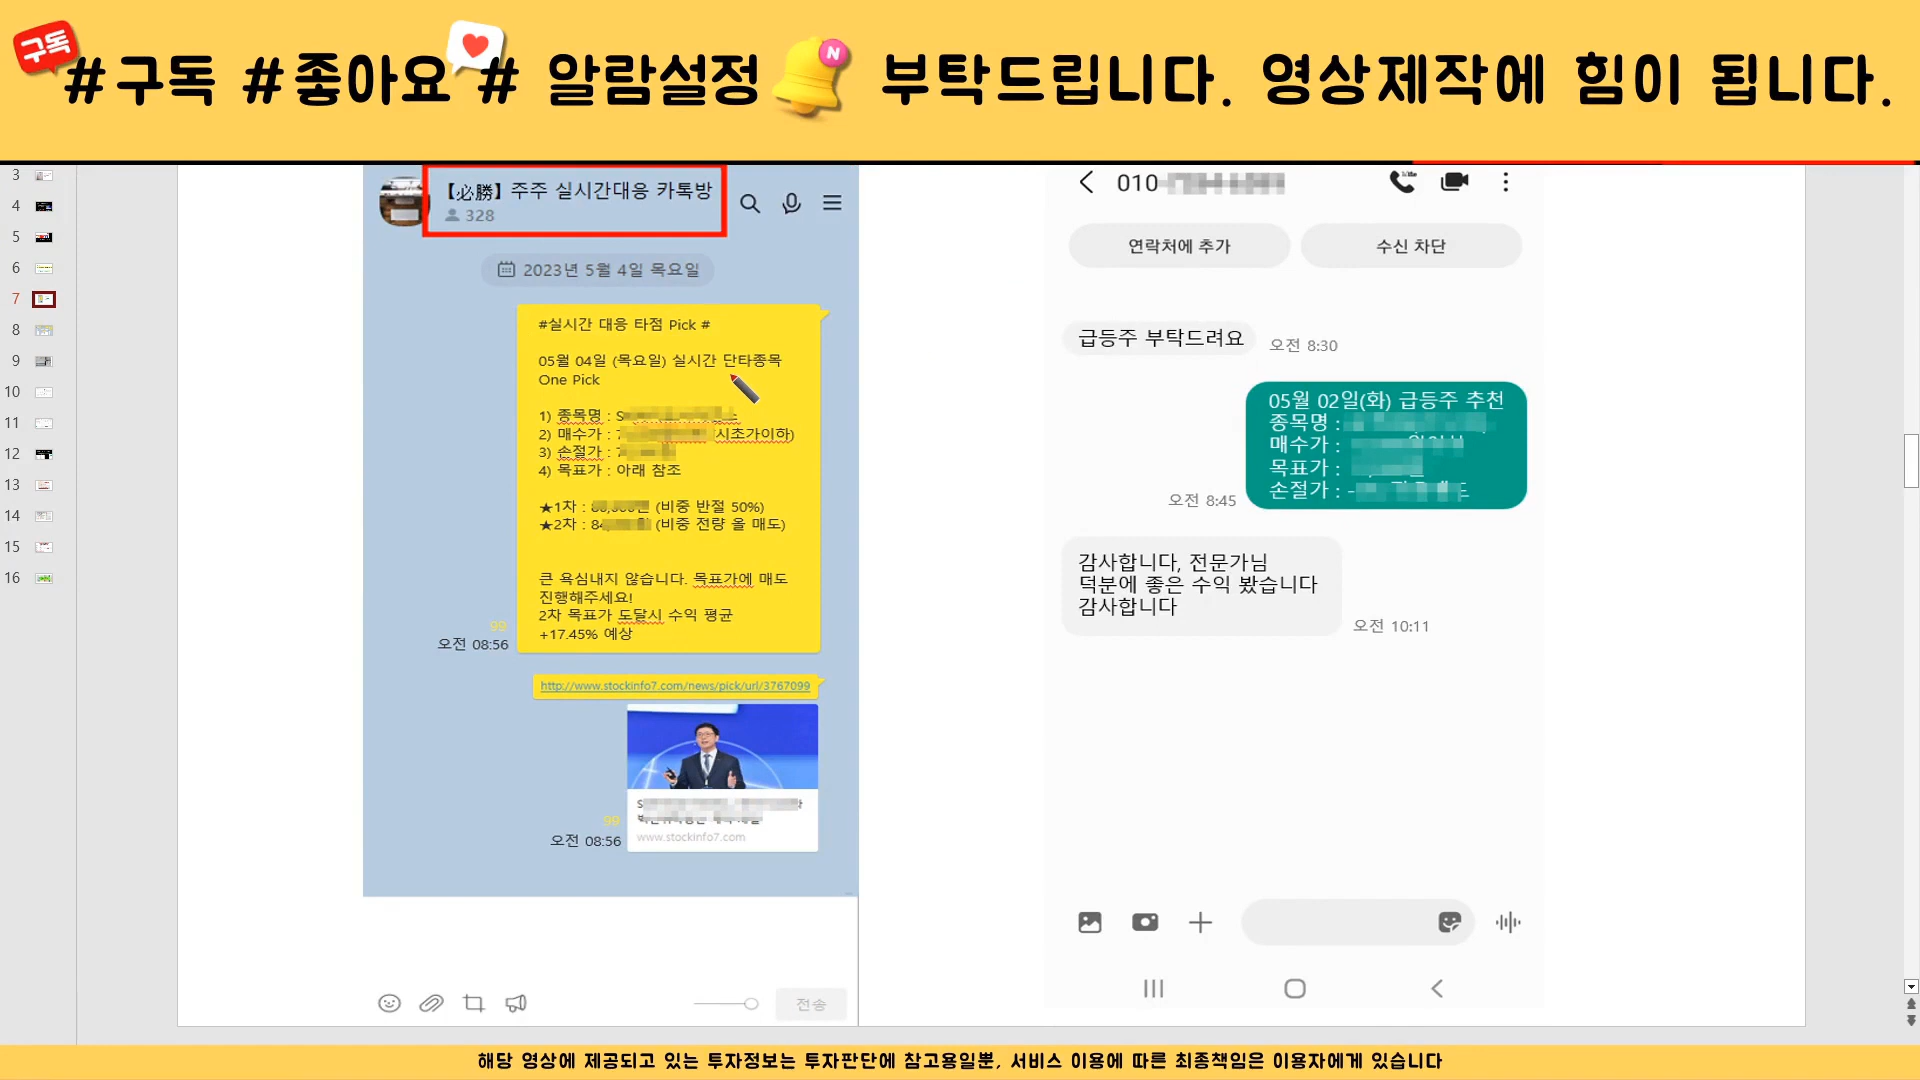 구독
#구독 #좋아요 # 알람설정 N 부탁드립니다. 영상제작에 힘이 됩니다.
3
4
5
6
7
8
9
10
11
12
13
14
15
16
【必勝】 주주 실시간대응 카톡방
328
2023년 5월 4일 목요일
#실시간 대응 타점 Pick #
05월 04일 (목요일) 실시간 단타종목
One Pick
1) 종목명 : S
2) 매수가 : 7 시초가이하)
3) 손절가 : 7
4) 목표가 : 아래 참조
★1차 : (비중 반절 50%)
★2차 : 84 (비중 전량 올 매도)
큰 욕심내지 않습니다. 목표가에 매도
진행해주세요!
2차 목표가 도달시 수익 평균
+17.45% 예상
99
오전 08:56
http://www.stockinfo7.com/news/pick/url/3767099
S
www.stockinfo7.com
99
오전 08:56
전송
010
연락처에 추가
수신 차단
급등주 부탁드려요
오전 8:30
05월 02일(화) 급등주 추천
종목명 :
매수가 :
목표가 :
손절가 : -
오전 8:45
감사합니다, 전문가님
덕분에 좋은 수익 봤습니다
감사합니다
오전 10:11
해당 영상에 제공되고 있는 투자정보는 투자판단에 참고용일뿐, 서비스 이용에 따른 최종책임은 이용자에게 있습니다